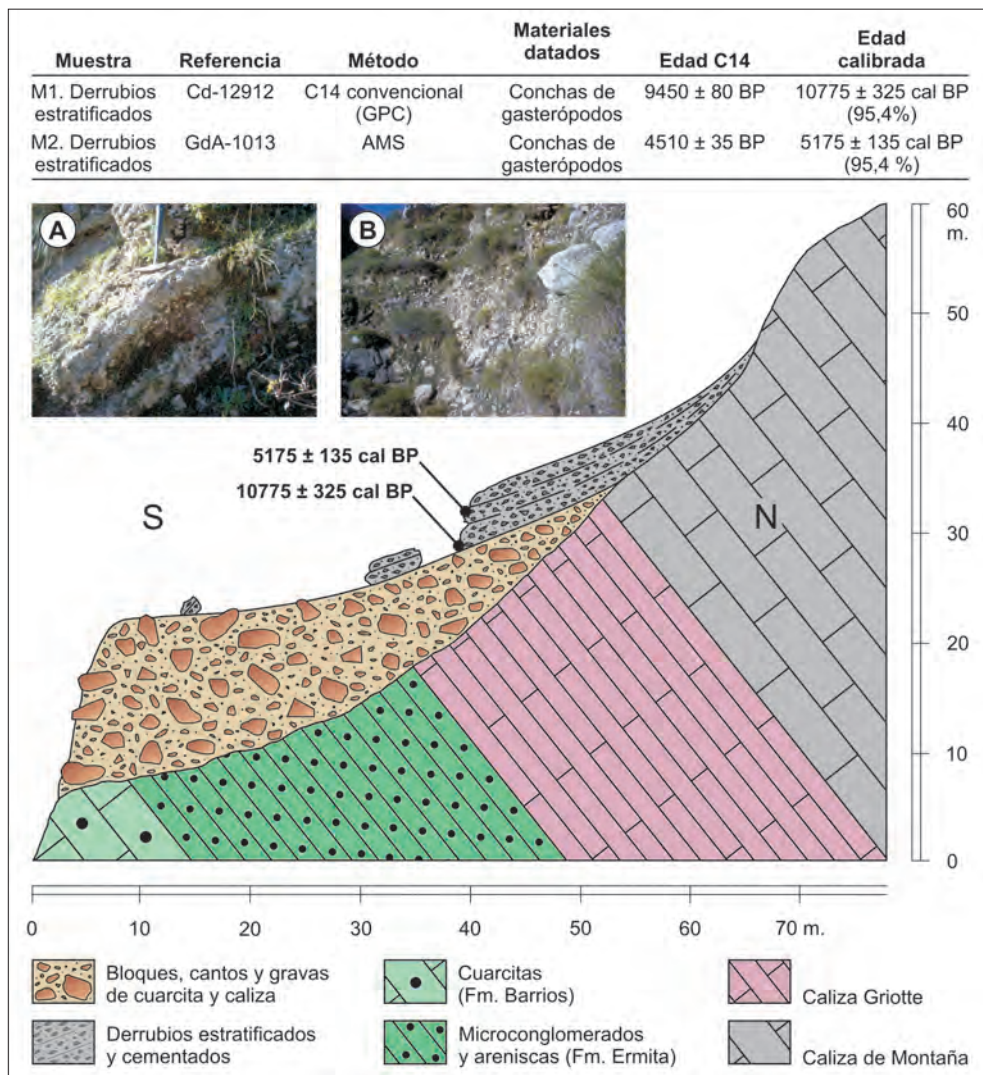 Muestra Referencia Método Materiales datados Edad C14 Edad calibrada
M1. Derrubios estratificados Cd-12912 C14 convencional (GPC) Conchas de gasterópodos 9450 ± 80 BP 10775 ± 325 cal BP (95,4%)
M2. Derrubios estratificados GdA-1013 AMS Conchas de gasterópodos 4510 ± 35 BP 5175 ± 135 cal BP (95,4 %)
A
B
60 m.
50
40
30
20
10
0
5175 ± 135 cal BP
10775 ± 325 cal BP
S
N
0 10 20 30 40 50 60 70 m.
Bloques, cantos y gravas
de cuarcita y caliza
Derrubios estratificados
y cementados
Cuarcitas
(Fm. Barrios)
Microconglomerados
y areniscas (Fm. Ermita)
Caliza Griotte
Caliza de Montaña